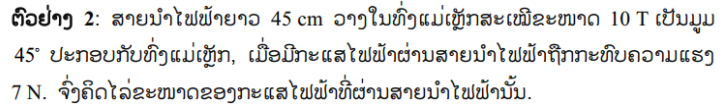 ຕົວຢ່າງ 2: ສາຍນຳໄຟຟ້າຍາວ 45 cm ວາງໃນທົ່ງແມ່ເຫຼັກສະເໝີຂະໜາດ 10 T ເປັນມູມ
45° ປະກອບກັບທົ່ງແມ່ເຫຼັກ, ເມື່ອມີກະແສໄຟຟ້າຜ່ານສາຍນຳໄຟຟ້າຖືກກະທົບຄວາມແຮງ
7 N. ຈົ່ງຄິດໄລ່ຂະໜາດຂອງກະແສໄຟຟ້າທີ່ຜ່ານສາຍນຳໄຟຟ້ານັ້ນ.